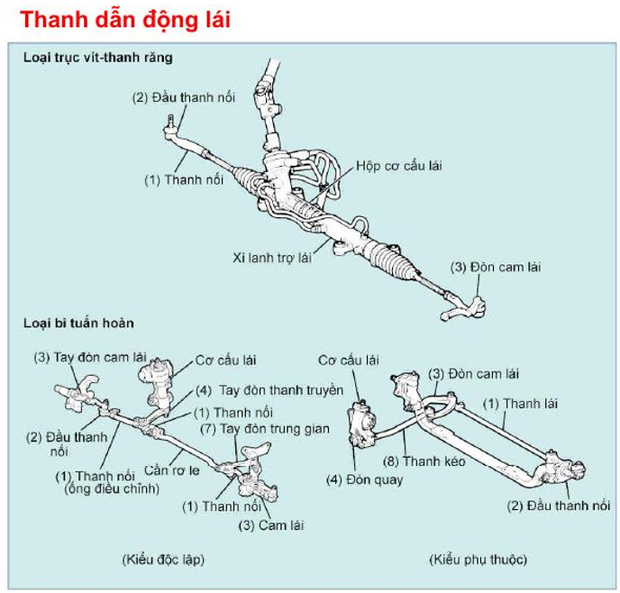 Thanh dẫn động lái
Loại trục vít-thanh răng
(2) Đầu thanh nối
(1) Thanh nối
Hộp cơ cấu lái
Xi lanh trợ lái
(3) Đòn cam lái
Loại bi tuấn hoàn
(3) Tay đòn cam lái
Cơ cấu lái
(4) Tay đòn thanh truyền
(1) Thanh nối
(7) Tay đòn trung gian
(2) Đầu thanh
nối
(1) Thanh nối
(ống điều chỉnh)
Cần rơ le
(1) Thanh nối
(3) Cam lái
(Kiểu độc lập)
Cơ cấu lái
(3) Đòn cam lái
(1) Thanh lái
(8) Thanh kéo
(4) Đòn quay
(2) Đầu thanh nối
(Kiểu phụ thuộc)